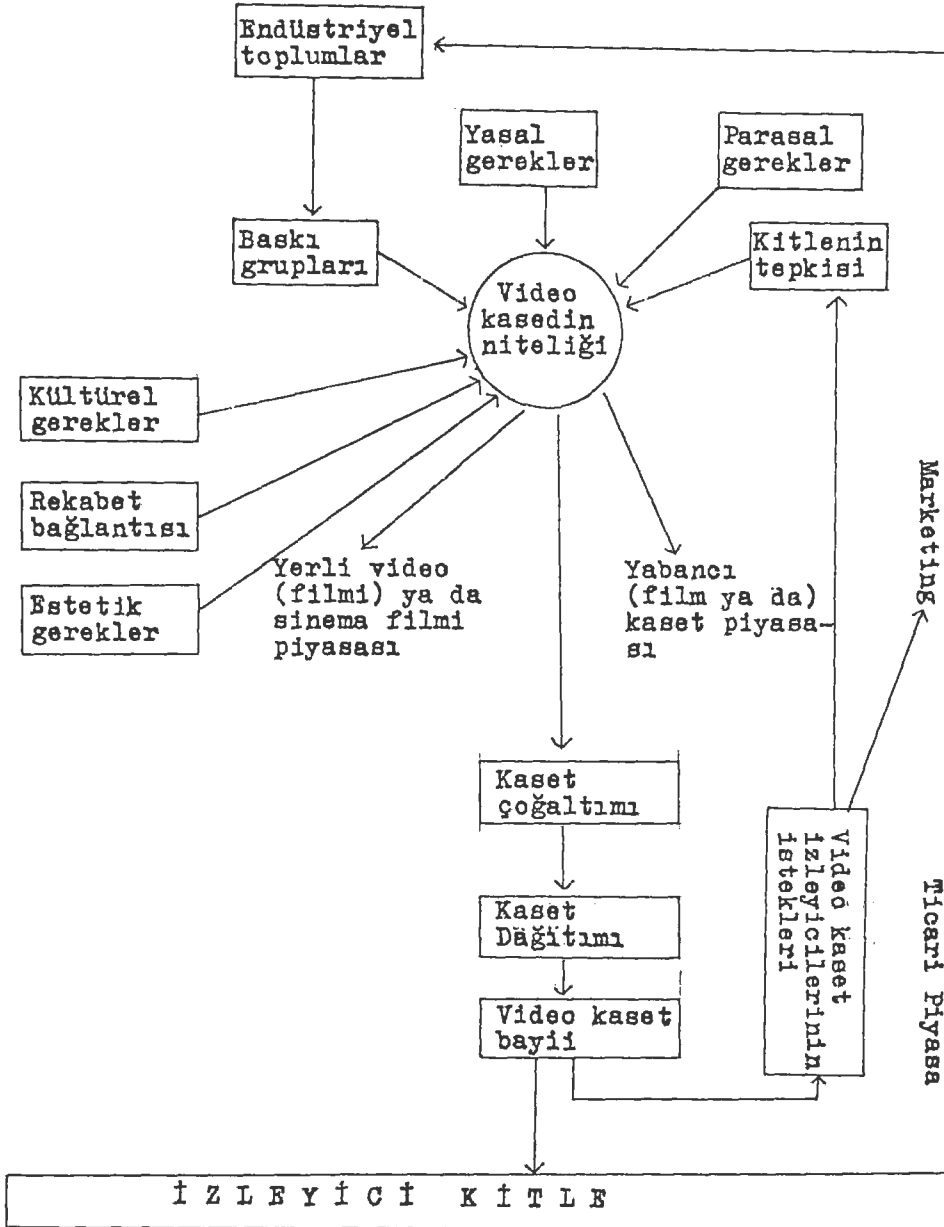 Endüstriyel
toplumlar
Yasal
gerekler
Parasal
gerekler
Baskı
grupları
Kitlenin
tepkisi
Video
kasedin
niteliği
Kültürel
gerekler
Rekabet
bağlantısı
Estetik
gerekler
Yerli video
(filmi) ya da
sinema filmi
piyasası
Yabancı
(film ya da)
kaset piyasa-
sı
Marketing
Kaset
çoğaltımı
Kaset
Dağıtımı
Video kaset
bayii
Video kaset
izleyicilerinin
istekleri
Ticari Piyasa
İZLEYİCİ KİTLE